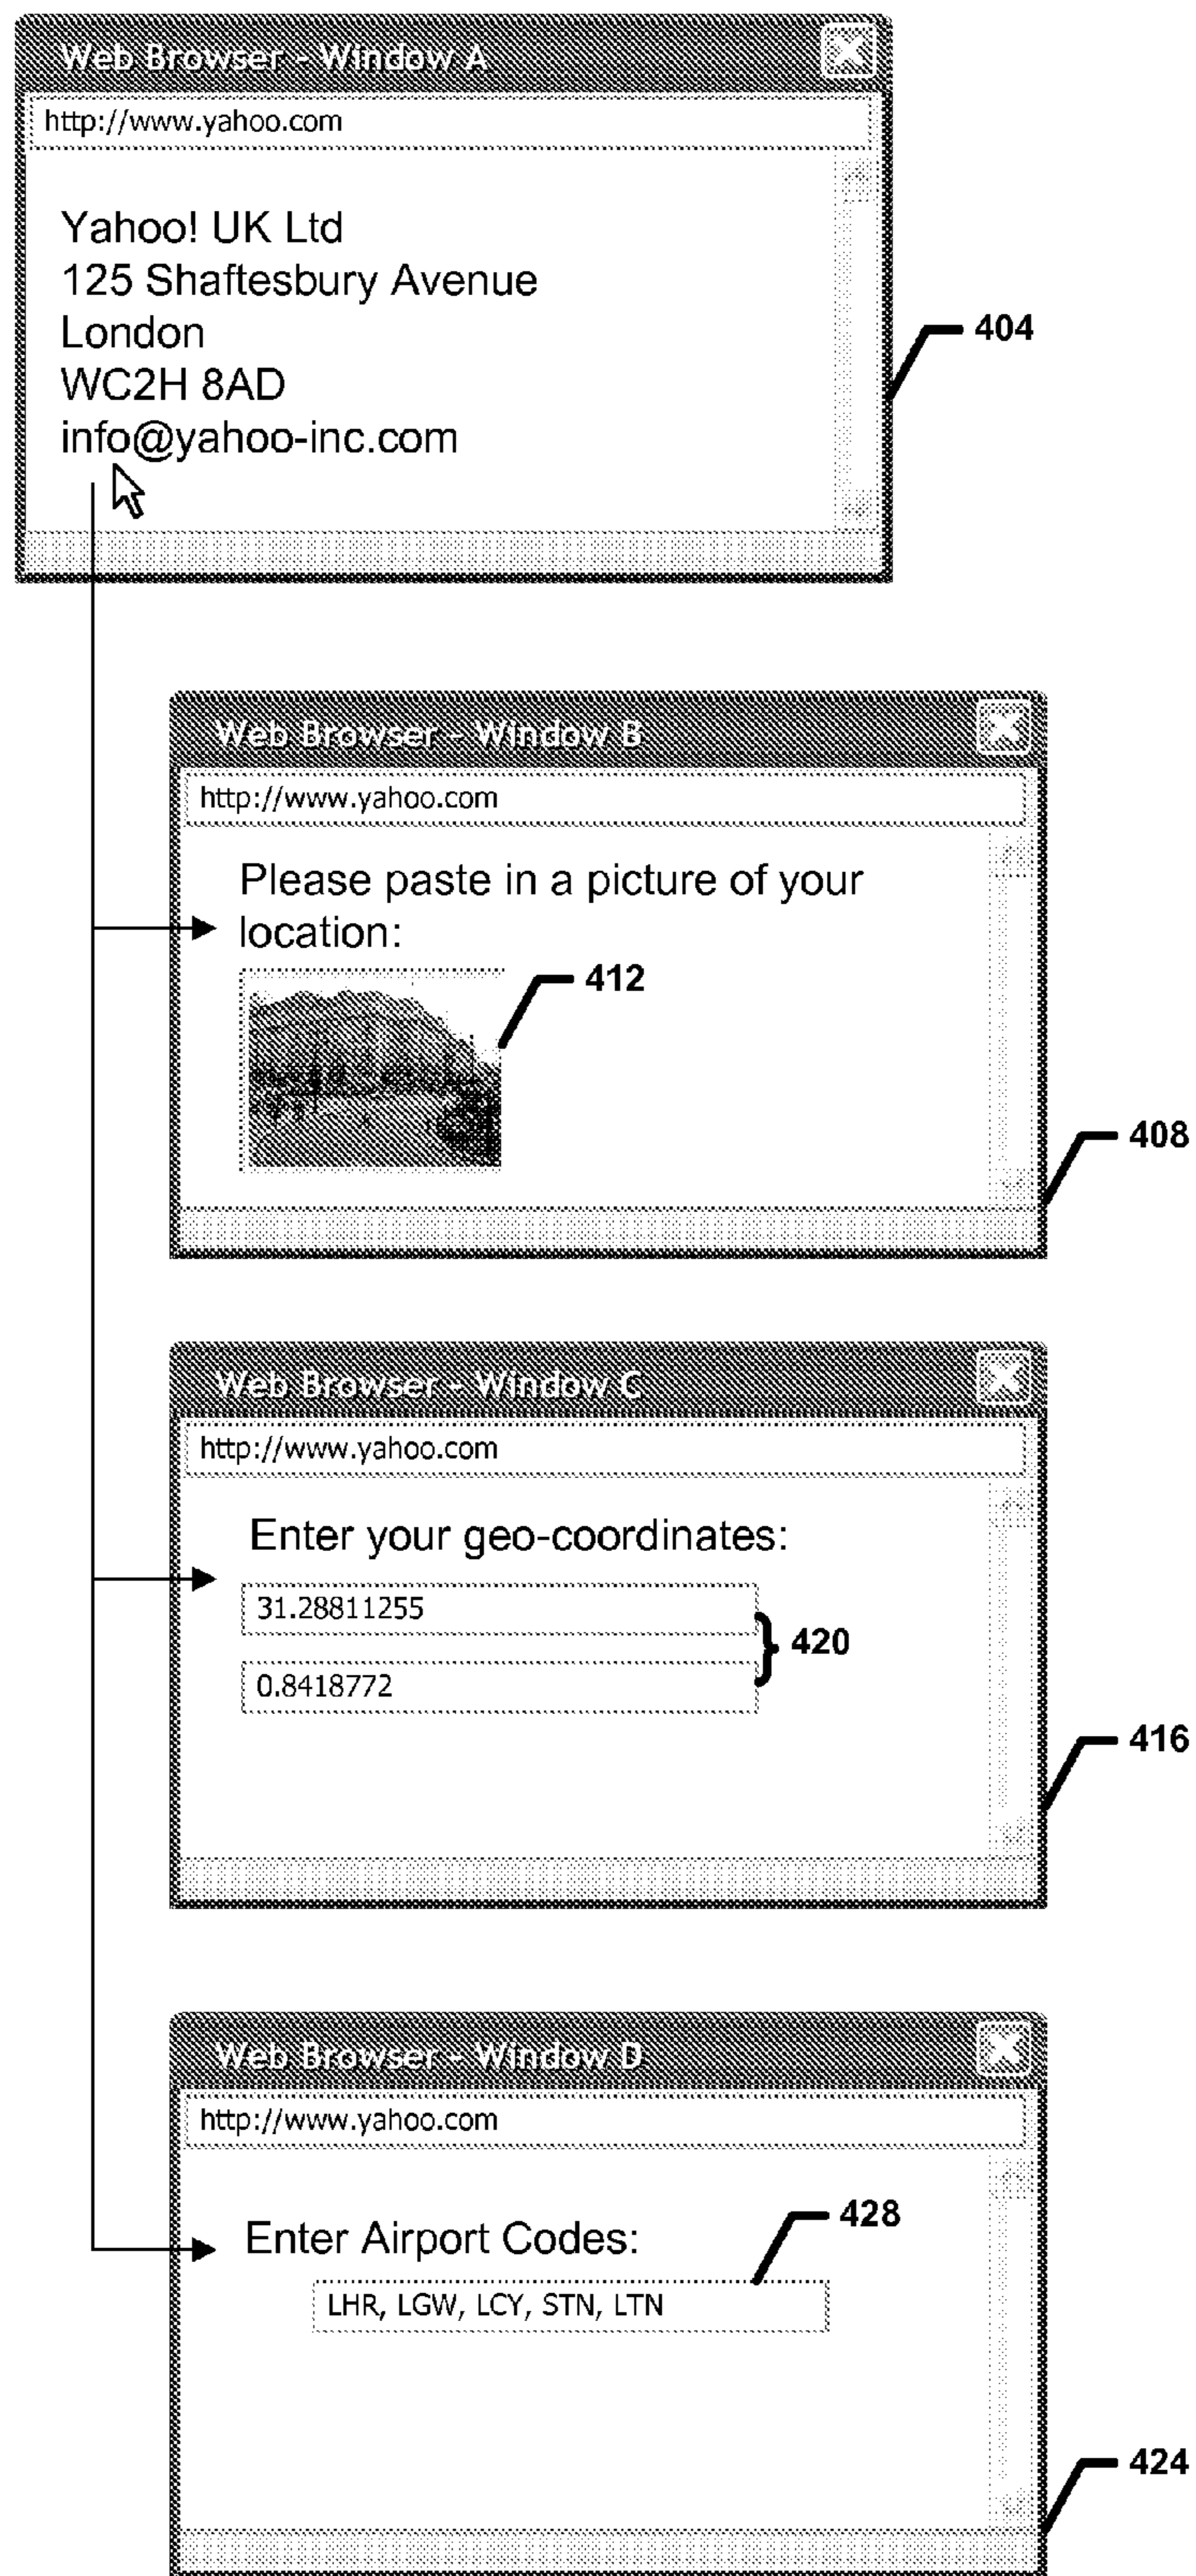 Web Browser - Window A
http://www.yahoo.com
Yahoo! UK Ltd
125 Shaftesbury Avenue
London
WC2H 8AD
info@yahoo-inc.com
404
Web Browser - Window B
http://www.yahoo.com
Please paste in a picture of your
location:
412
408
Web Browser - Window C
http://www.yahoo.com
Enter your geo-coordinates:
31.28811255
420
0.8418772
416
Web Browser - Window D
http://www.yahoo.com
428
Enter Airport Codes:
LHR, LGW, LCY, STN, LTN
424